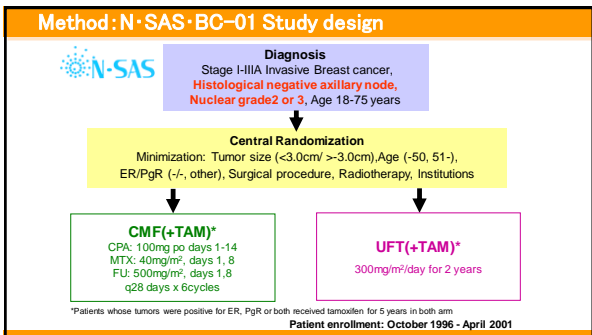 Method：N・SAS・BC-01 Study design
N・SAS
Diagnosis
Stage I-IIIA Invasive Breast cancer,
Histological negative axillary node,
Nuclear grade2 or 3, Age 18-75 years
Central Randomization
Minimization: Tumor size (<3.0cm/ >-3.0cm),Age (-50, 51-),
ER/PgR (-/-, other), Surgical procedure, Radiotherapy, Institutions
CMF(+TAM)*
CPA: 100mg po days 1-14
MTX: 40mg/m², days 1, 8
FU: 500mg/m², days 1,8
q28 days x 6cycles
UFT(+TAM)*
300mg/m²/day for 2 years
*Patients whose tumors were positive for ER, PgR or both received tamoxifen for 5 years in both arm
Patient enrollment: October 1996 - April 2001